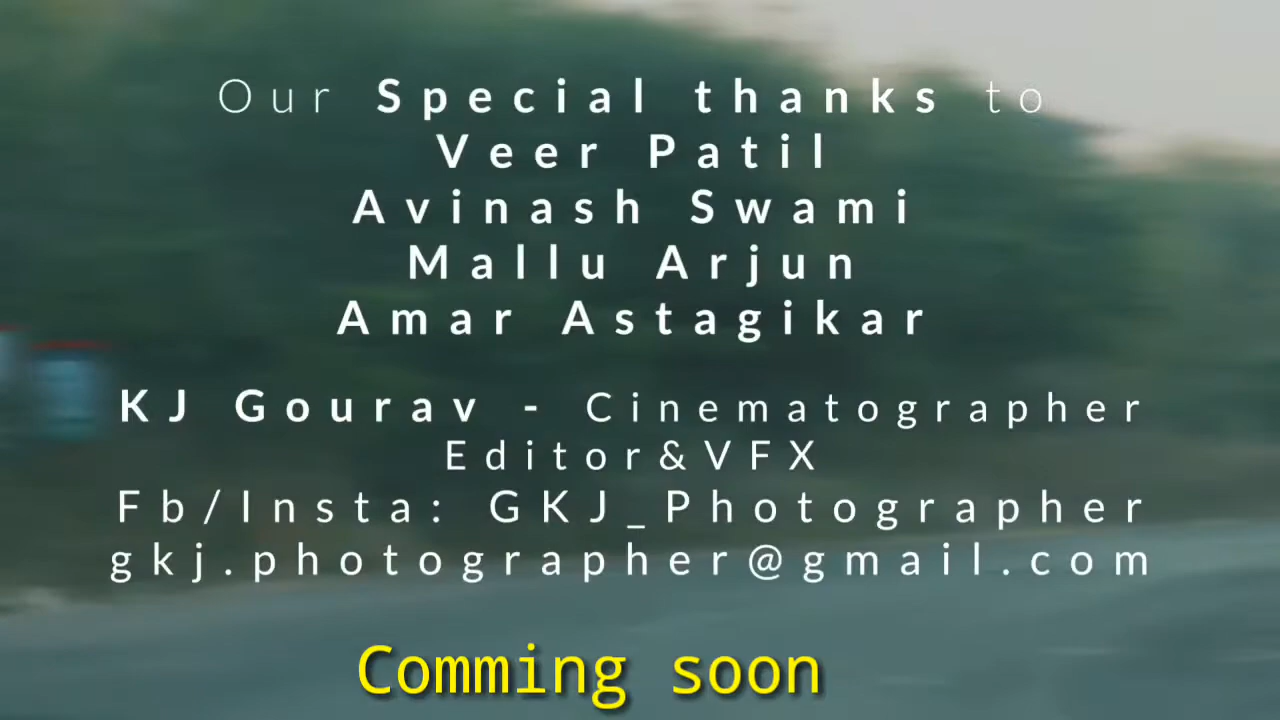 Our Special thanks to
Veer Patil
Avinash Swami
Mallu Arjun
Amar Astagikar
KJ Gourav - Cinematographer
Editor&VFX
Fb/Insta: GKJ_Photographer
gkj.photographer@gmail.com
Comming soon